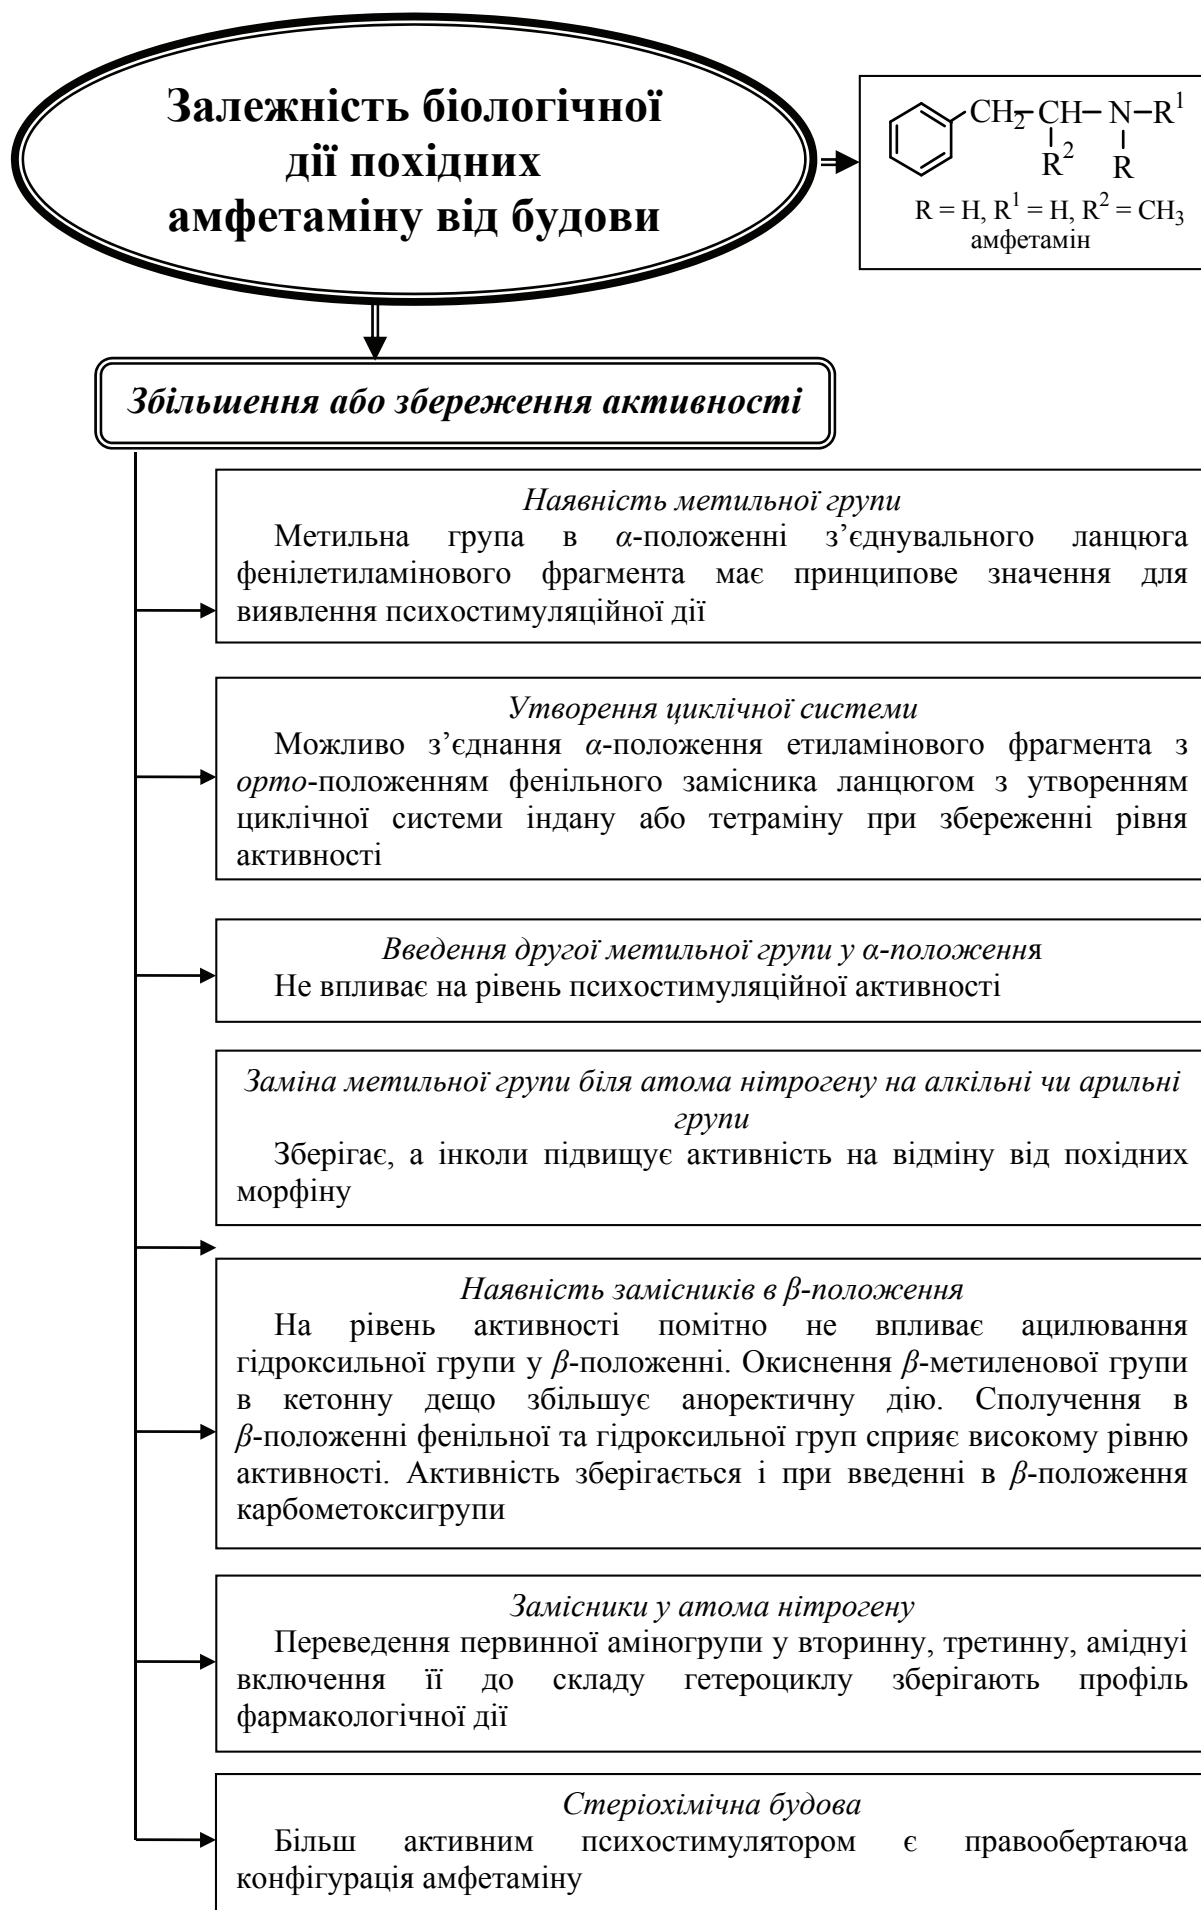 Залежність біологічної
дії похідних
амфетаміну від будови
CH2–CH–N–R1
R2 R
R = H, R1 = H, R2 = CH3
амфетамін
Збільшення або збереження активності
Наявність метильної групи
Метильна група в α-положенні з’єднувального ланцюга
фенілетиламінового фрагмента має принципове значення для
виявлення психостимуляційної дії
Утворення циклічної системи
Можливо з’єднання α-положення етиламінового фрагмента з
орто-положенням фенільного замісника ланцюгом з утворенням
циклічної системи індану або тетраміну при збереженні рівня
активності
Введення другої метильної групи у α-положення
Не впливає на рівень психостимуляційної активності
Заміна метильної групи біля атома нітрогену на алкільні чи арильні
групи
Зберігає, а інколи підвищує активність на відміну від похідних
морфіну
Наявність замісників в β-положення
На рівень активності помітно не впливає ацилювання
гідроксильної групи у β-положенні. Окиснення β-метиленової групи
в кетонну дещо збільшує аноректичну дію. Сполучення в
β-положенні фенільної та гідроксильної груп сприяє високому рівню
активності. Активність зберігається і при введенні в β-положення
карбометоксигрупи
Замісники у атома нітрогену
Переведення первинної аміногрупи у вторинну, третинну, аміднуі
включення її до складу гетероциклу зберігають профіль
фармакологічної дії
Стеріохімічна будова
Більш активним психостимулятором є правообертаюча
конфігурація амфетаміну